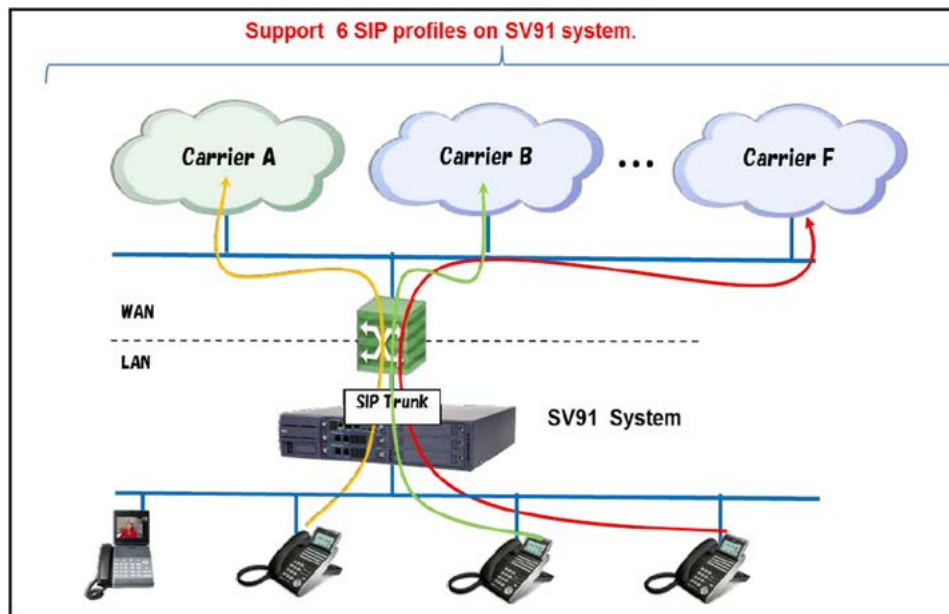 Support 6 SIP profiles on SV91 system.
Carrier A
Carrier B
...
Carrier F
WAN
LAN
SIP Trunk
SV91 System